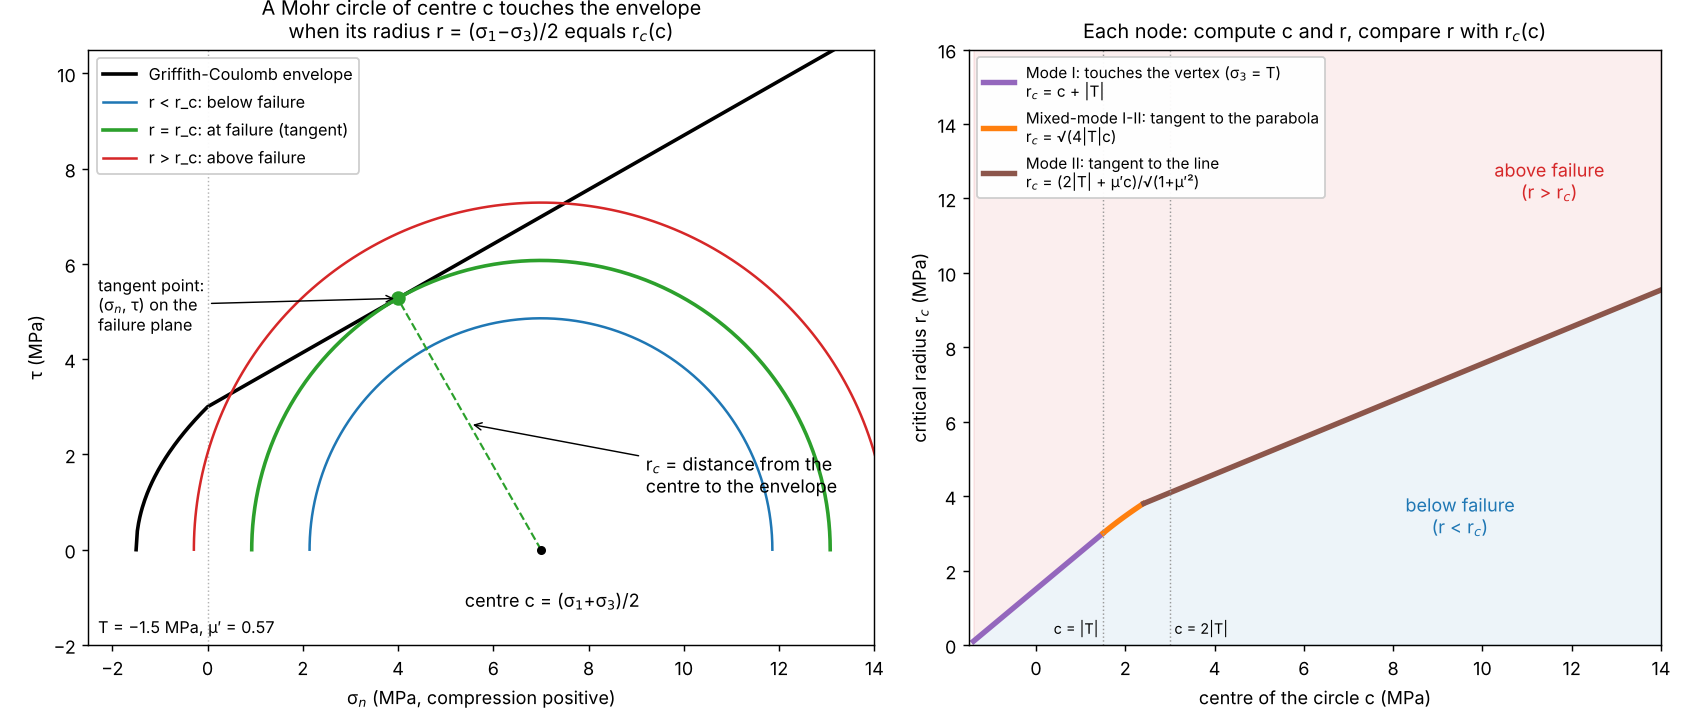 A Mohr circle of centre c touches the envelope
when its radius r = (σ₁−σ₃)/2 equals r_c(c)
Griffith-Coulomb envelope
r < r_c: below failure
r = r_c: at failure (tangent)
r > r_c: above failure
tangent point:
(σₙ, τ) on the
failure plane
r_c = distance from the
centre to the envelope
centre c = (σ₁+σ₃)/2
T = −1.5 MPa, μ′ = 0.57
10
8
6
4
2
0
−2
τ (MPa)
−2
0
2
4
6
8
10
12
14
σₙ (MPa, compression positive)
Each node: compute c and r, compare r with r_c(c)
Mode I: touches the vertex (σ₃ = T)
r_c = c + |T|
Mixed-mode I-II: tangent to the parabola
r_c = √(4|T|c)
Mode II: tangent to the line
r_c = (2|T| + μ′c)/√(1+μ′²)
above failure
(r > r_c)
below failure
(r < r_c)
c = |T|
c = 2|T|
16
14
12
10
8
6
4
2
0
critical radius r_c (MPa)
0
2
4
6
8
10
12
14
centre of the circle c (MPa)